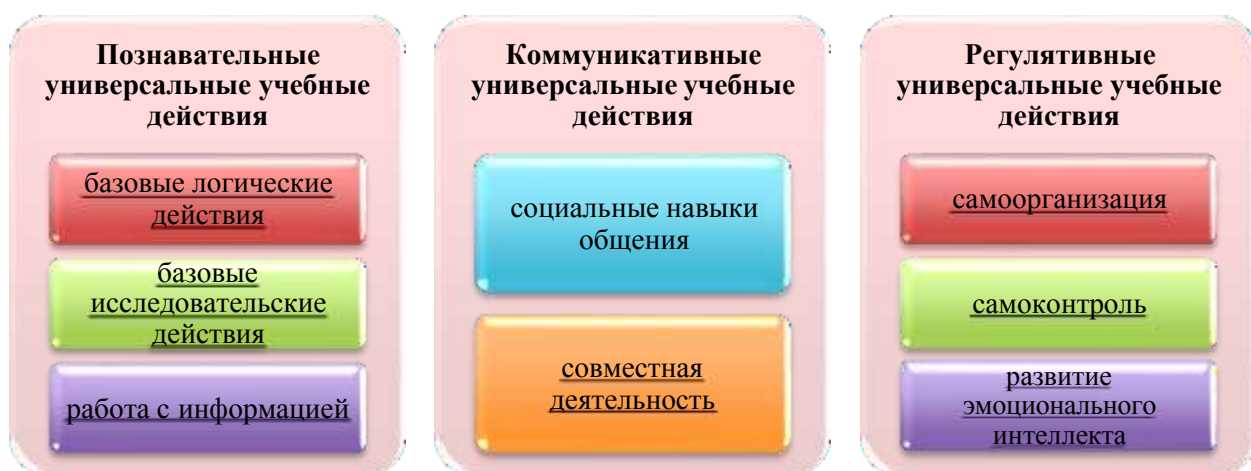 Познавательные
универсальные учебные
действия
базовые логические
действия
базовые
исследовательские
действия
работа с информацией
Коммуникативные
универсальные учебные
действия
социальные навыки
общения
совместная
деятельность
Регулятивные
универсальные учебные
действия
самоорганизация
самоконтроль
развитие
эмоционального
интеллекта